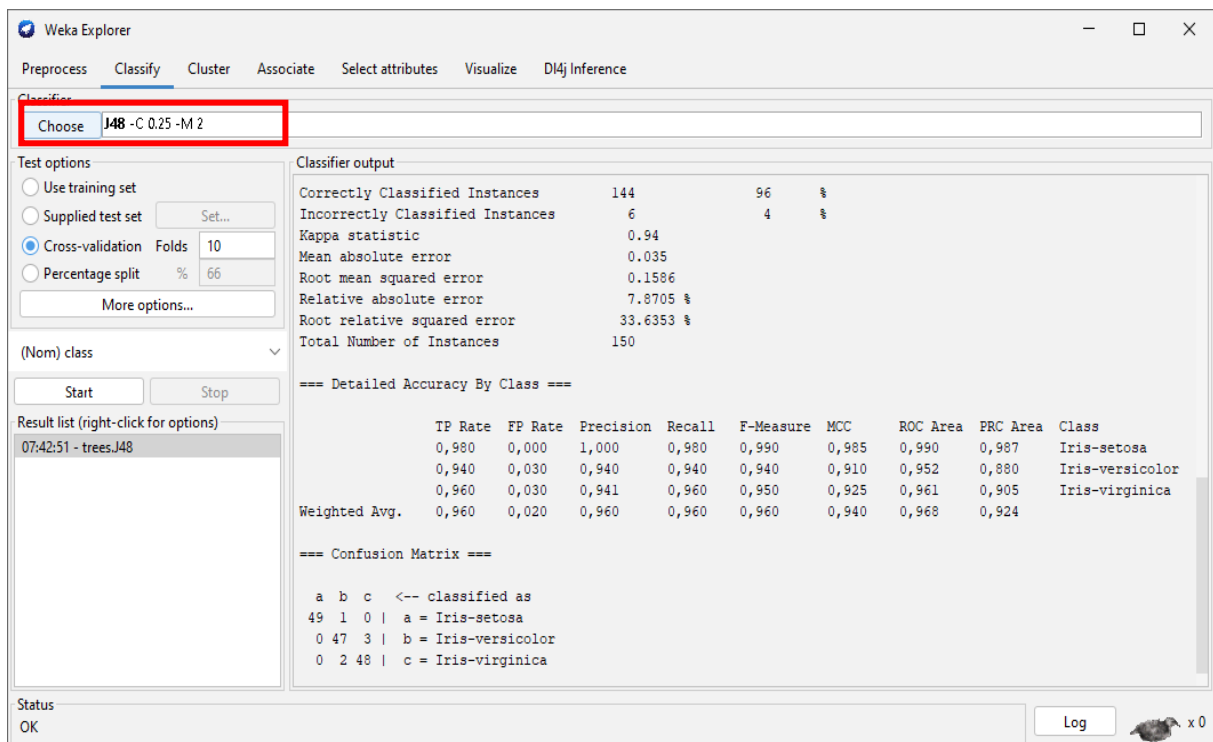 Weka Explorer
Preprocess Classify Cluster Associate Select attributes Visualize Dl4j Inference
Classifier
Choose J48 -C 0.25 -M 2
Test options
Use training set
Supplied test set Set...
Cross-validation Folds 10
Percentage split % 66
More options...
(Nom) class
Start Stop
Result list (right-click for options)
07:42:51 - trees.J48
Classifier output
Correctly Classified Instances 144 96 %
Incorrectly Classified Instances 6 4 %
Kappa statistic 0.94
Mean absolute error 0.035
Root mean squared error 0.1586
Relative absolute error 7.8705 %
Root relative squared error 33.6353 %
Total Number of Instances 150
=== Detailed Accuracy By Class ===
TP Rate FP Rate Precision Recall F-Measure MCC ROC Area PRC Area Class
0,980 0,000 1,000 0,980 0,990 0,985 0,990 0,987 Iris-setosa
0,940 0,030 0,940 0,940 0,940 0,910 0,952 0,880 Iris-versicolor
0,960 0,030 0,941 0,960 0,950 0,925 0,961 0,905 Iris-virginica
Weighted Avg. 0,960 0,020 0,960 0,960 0,960 0,940 0,968 0,924
=== Confusion Matrix ===
a b c <-- classified as
49 1 0 | a = Iris-setosa
0 47 3 | b = Iris-versicolor
0 2 48 | c = Iris-virginica
Status
OK
Log x 0